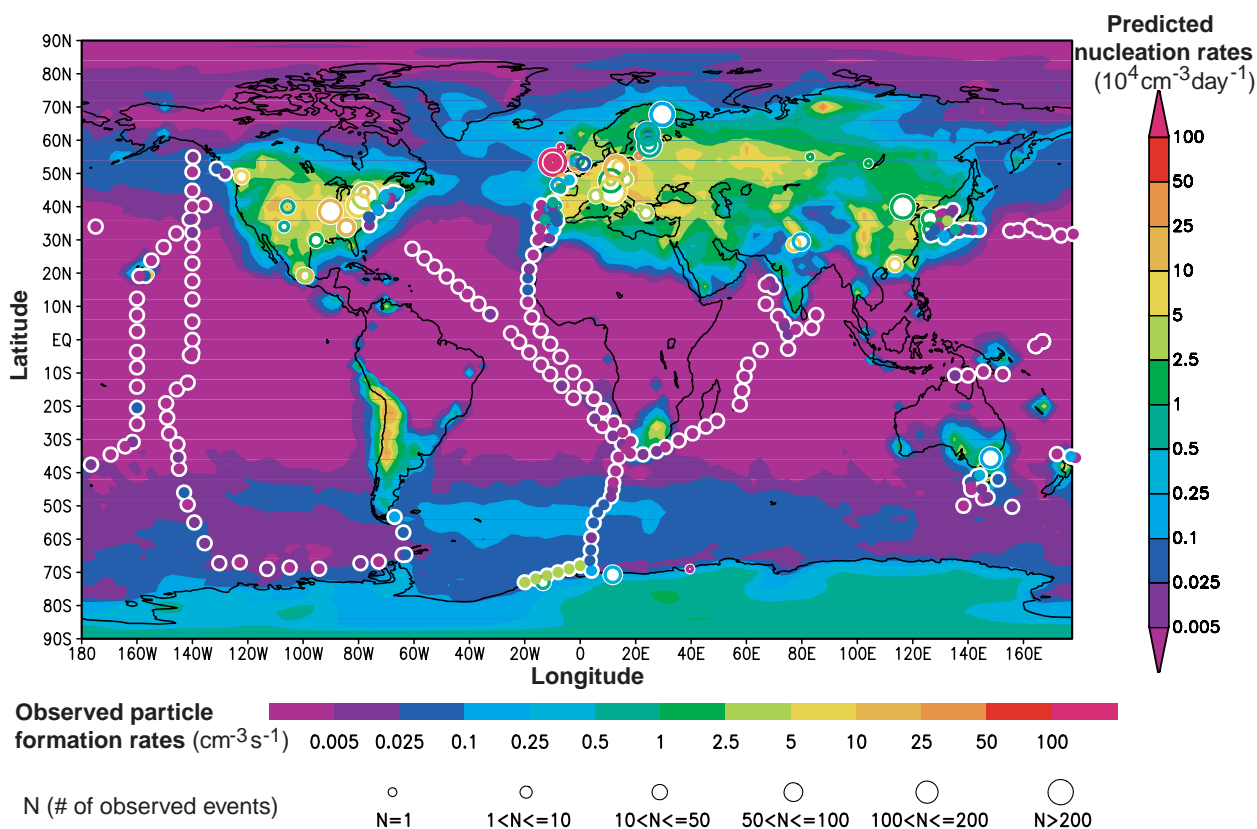 Predicted
nucleation rates
(10⁴cm⁻³day⁻¹)
90N
80N
70N
60N
50N
40N
30N
20N
10N
EQ
10S
20S
30S
40S
50S
60S
70S
80S
90S
Latitude
180 160W 140W 120W 100W 80W 60W 40W 20W 0 20E 40E 60E 80E 100E 120E 140E 160E
Longitude
100
50
25
10
5
2.5
1
0.5
0.25
0.1
0.025
0.005
Observed particle
formation rates (cm⁻³s⁻¹)
0.005 0.025 0.1 0.25 0.5 1 2.5 5 10 25 50 100
N (# of observed events)
N=1 1<N<=10 10<N<=50 50<N<=100 100<N<=200 N>200